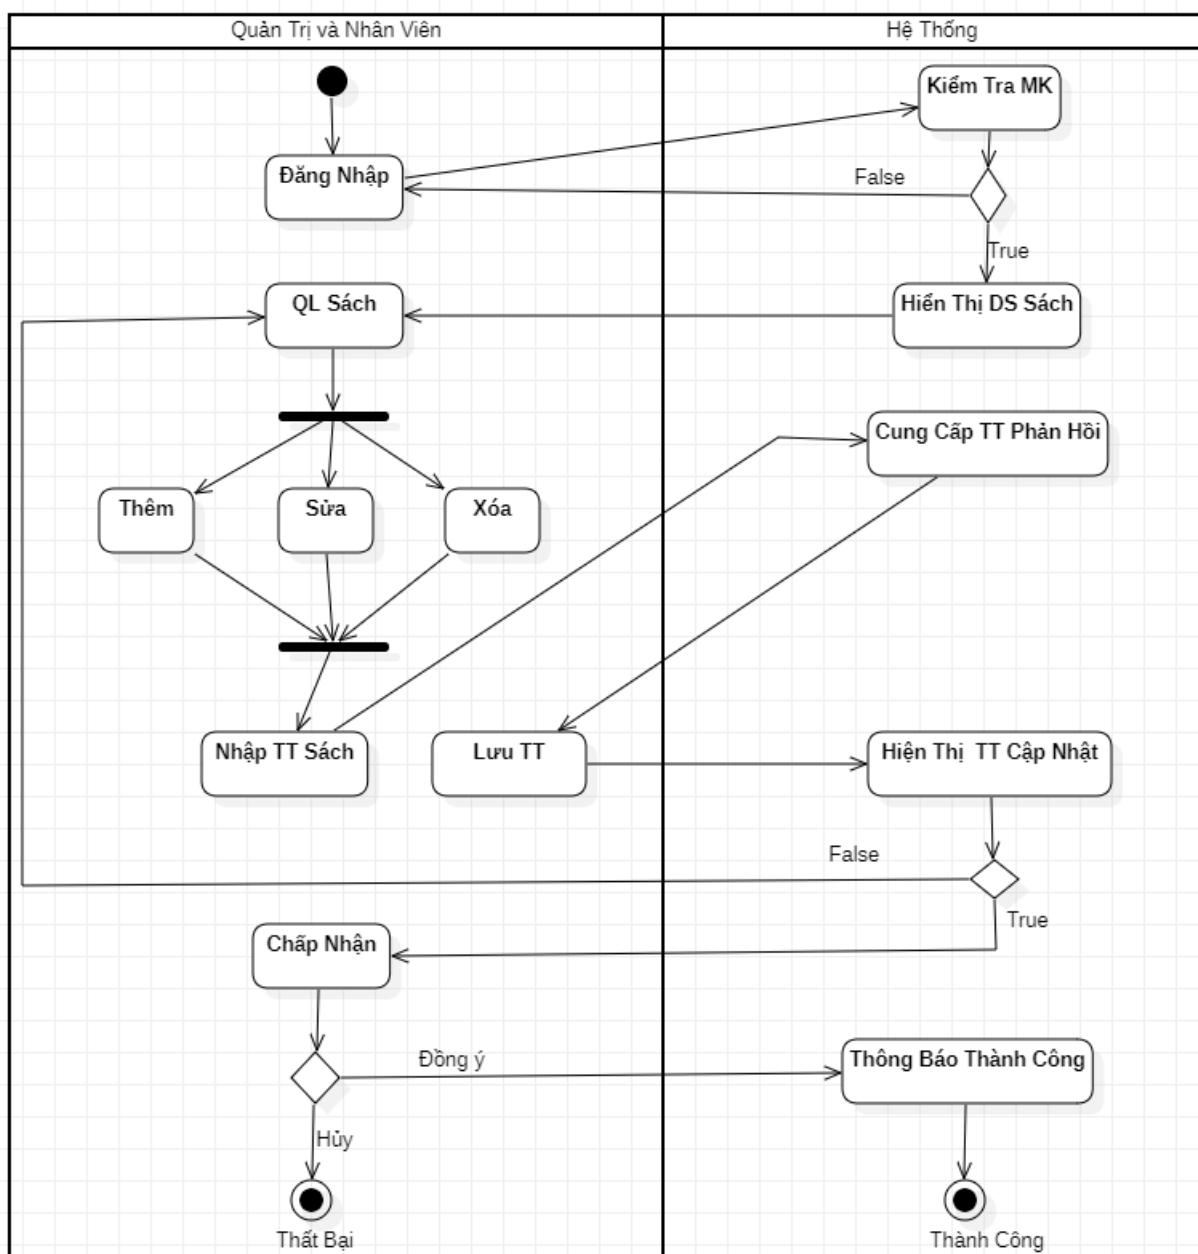 Quản Trị và Nhân Viên
Hệ Thống
Kiểm Tra MK
Đăng Nhập
False
True
QL Sách
Hiển Thị DS Sách
Cung Cấp TT Phản Hồi
Thêm
Sửa
Xóa
Nhập TT Sách
Lưu TT
Hiện Thị TT Cập Nhật
False
True
Chấp Nhận
Đồng ý
Thông Báo Thành Công
Hủy
Thất Bại
Thành Công